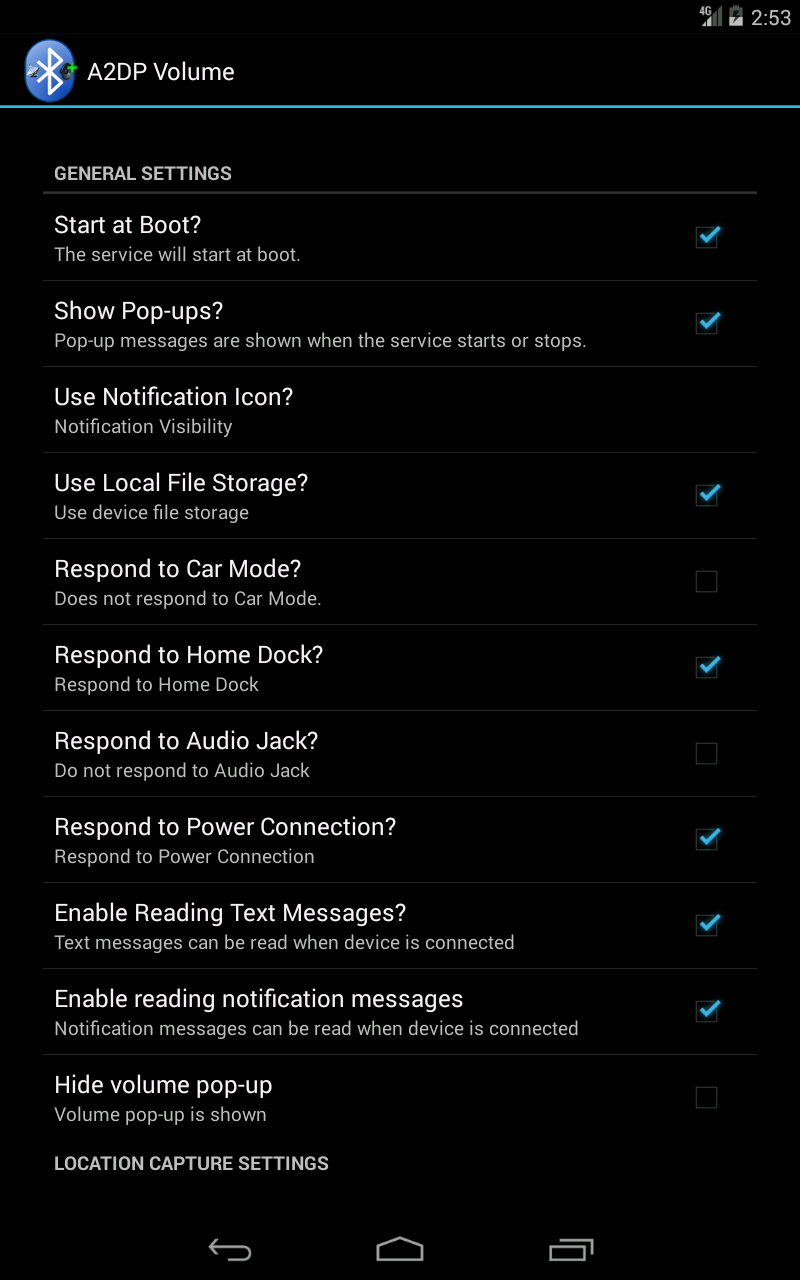 4G 2:53
A2DP Volume
GENERAL SETTINGS
Start at Boot?
The service will start at boot.
Show Pop-ups?
Pop-up messages are shown when the service starts or stops.
Use Notification Icon?
Notification Visibility
Use Local File Storage?
Use device file storage
Respond to Car Mode?
Does not respond to Car Mode.
Respond to Home Dock?
Respond to Home Dock
Respond to Audio Jack?
Do not respond to Audio Jack
Respond to Power Connection?
Respond to Power Connection
Enable Reading Text Messages?
Text messages can be read when device is connected
Enable reading notification messages
Notification messages can be read when device is connected
Hide volume pop-up
Volume pop-up is shown
LOCATION CAPTURE SETTINGS